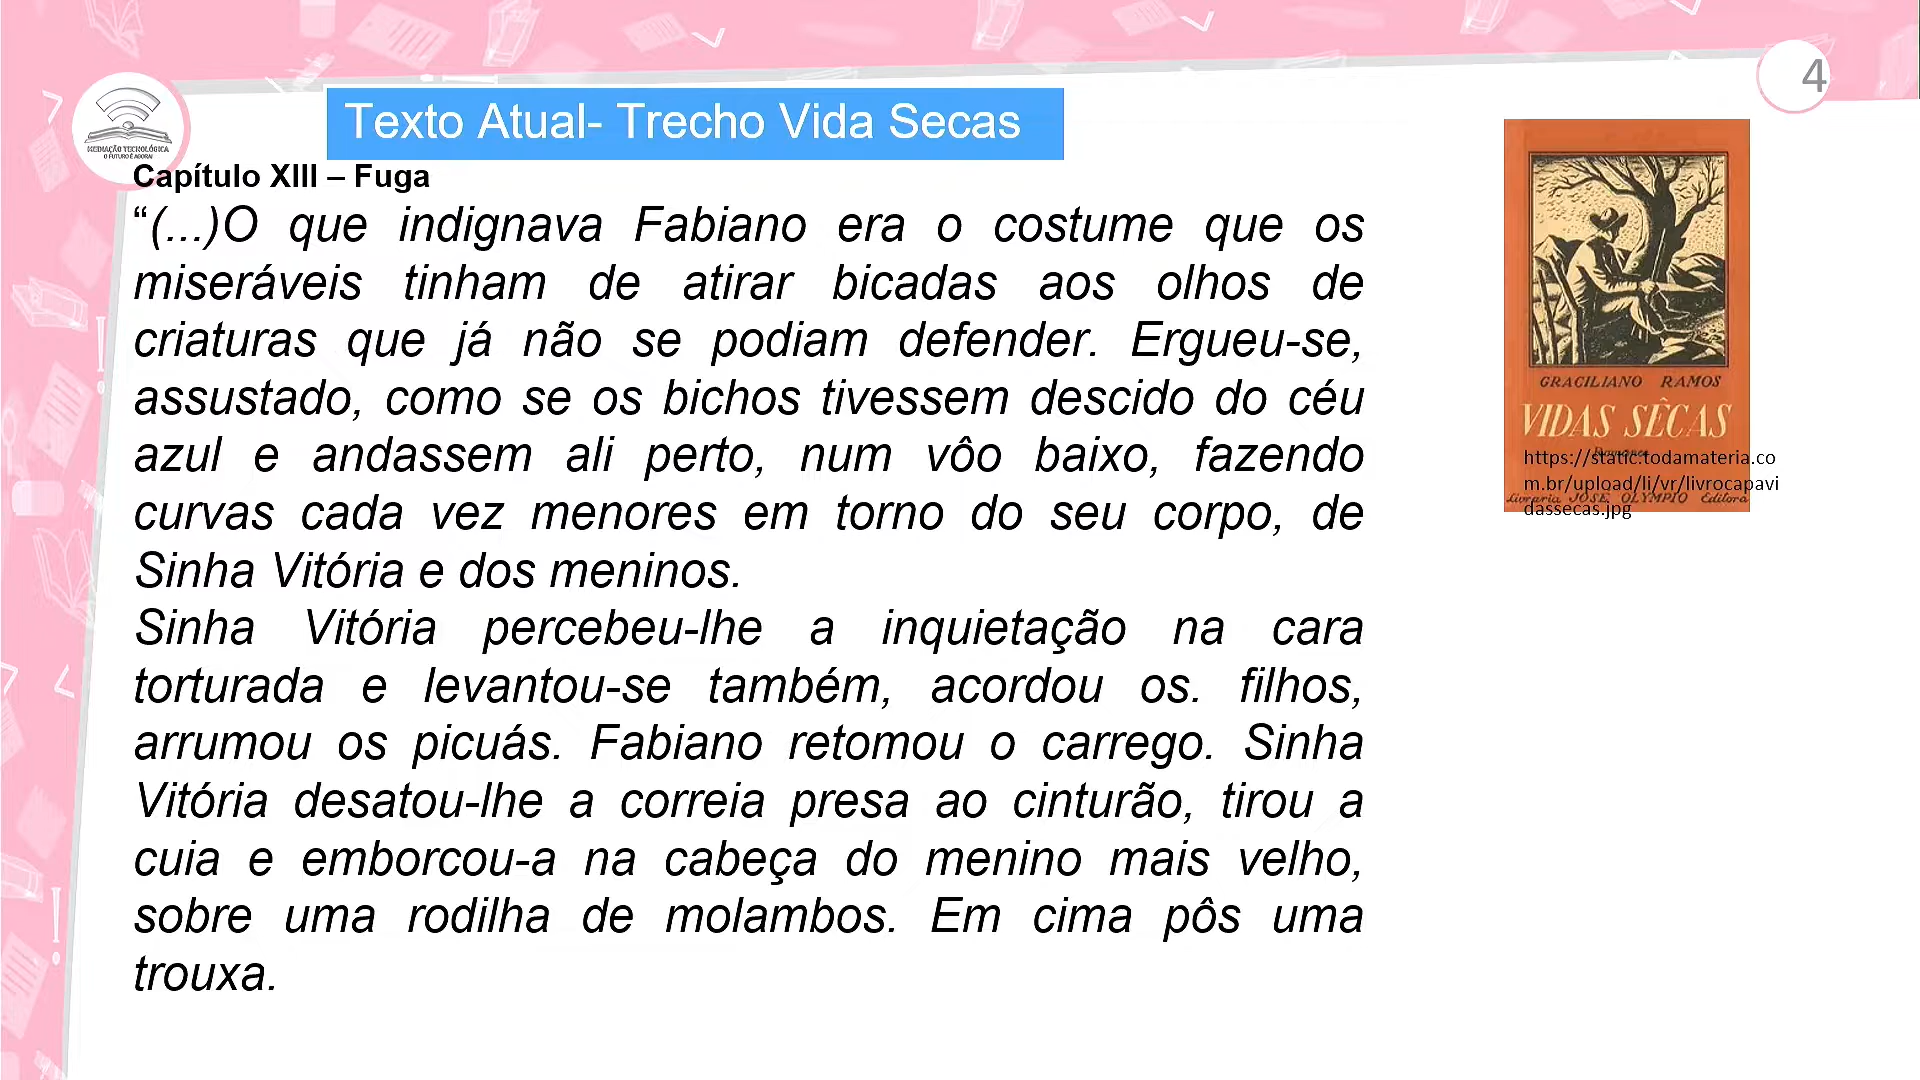 4
MEDIAÇÃO TECNOLÓGICA
O FUTURO É AGORA!
Texto Atual- Trecho Vida Secas
Capítulo XIII – Fuga
“(...)O que indignava Fabiano era o costume que os
miseráveis tinham de atirar bicadas aos olhos de
criaturas que já não se podiam defender. Ergueu-se,
assustado, como se os bichos tivessem descido do céu
azul e andassem ali perto, num vôo baixo, fazendo
curvas cada vez menores em torno do seu corpo, de
Sinha Vitória e dos meninos.
Sinha Vitória percebeu-lhe a inquietação na cara
torturada e levantou-se também, acordou os. filhos,
arrumou os picuás. Fabiano retomou o carrego. Sinha
Vitória desatou-lhe a correia presa ao cinturão, tirou a
cuia e emborcou-a na cabeça do menino mais velho,
sobre uma rodilha de molambos. Em cima pôs uma
trouxa.
GRACILIANO RAMOS
VIDAS SÊCAS
Romance
https://static.todamateria.co
m.br/upload/li/vr/livrocapavi
dassecas.jpg
Livraria JOSÉ OLYMPIO Editôra